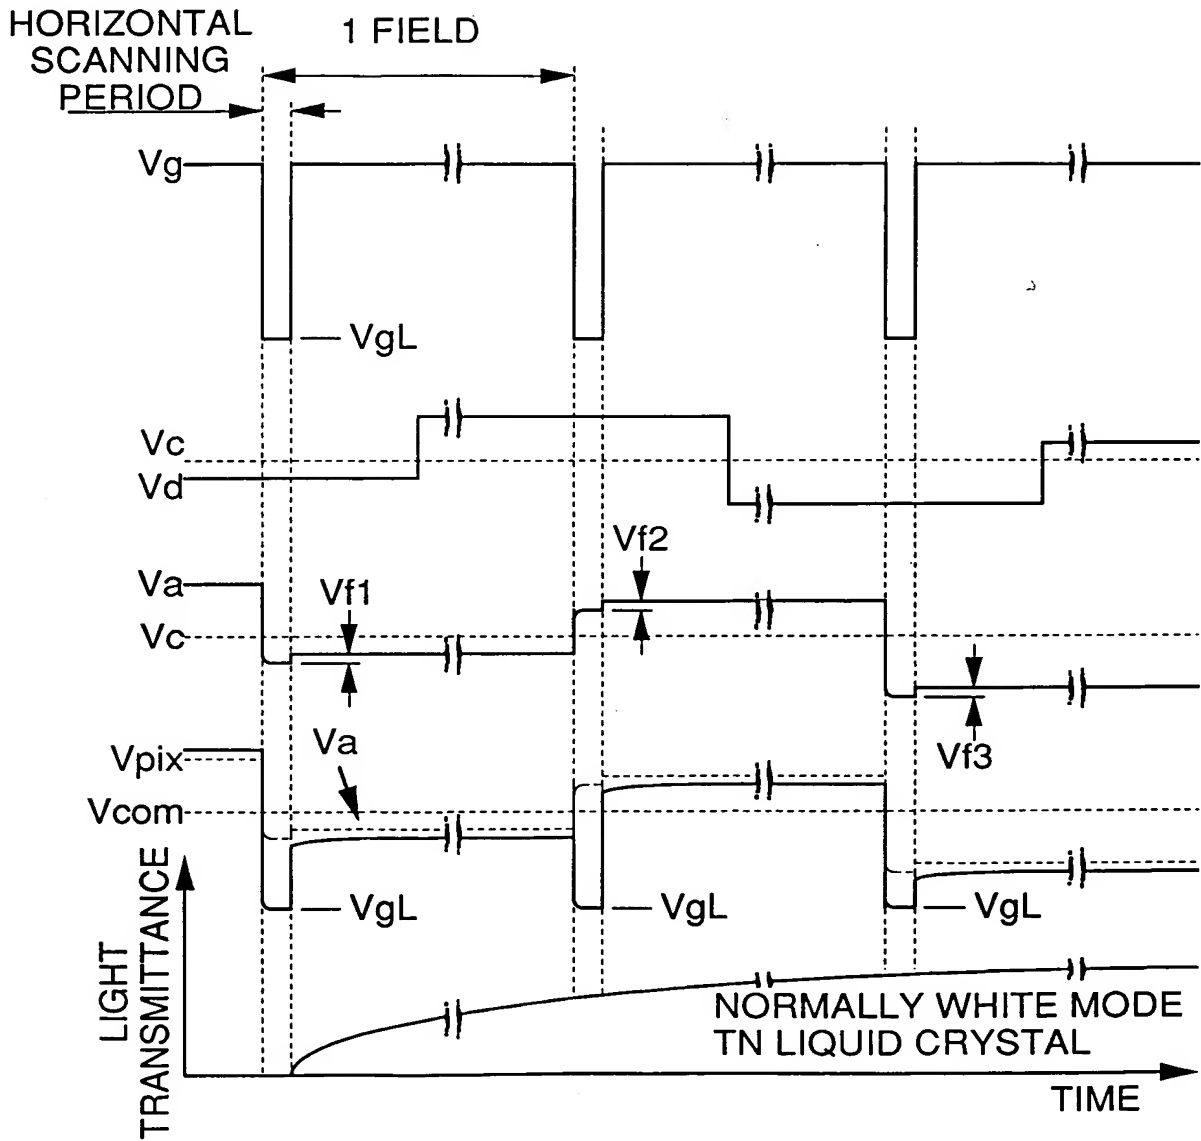 HORIZONTAL
SCANNING
PERIOD
1 FIELD
Vg
VgL
Vc
Vd
Vf2
Va
Vf1
Vc
Va
Vpix
Vf3
Vcom
VgL
VgL
VgL
LIGHT
TRANSMITTANCE
NORMALLY WHITE MODE
TN LIQUID CRYSTAL
TIME